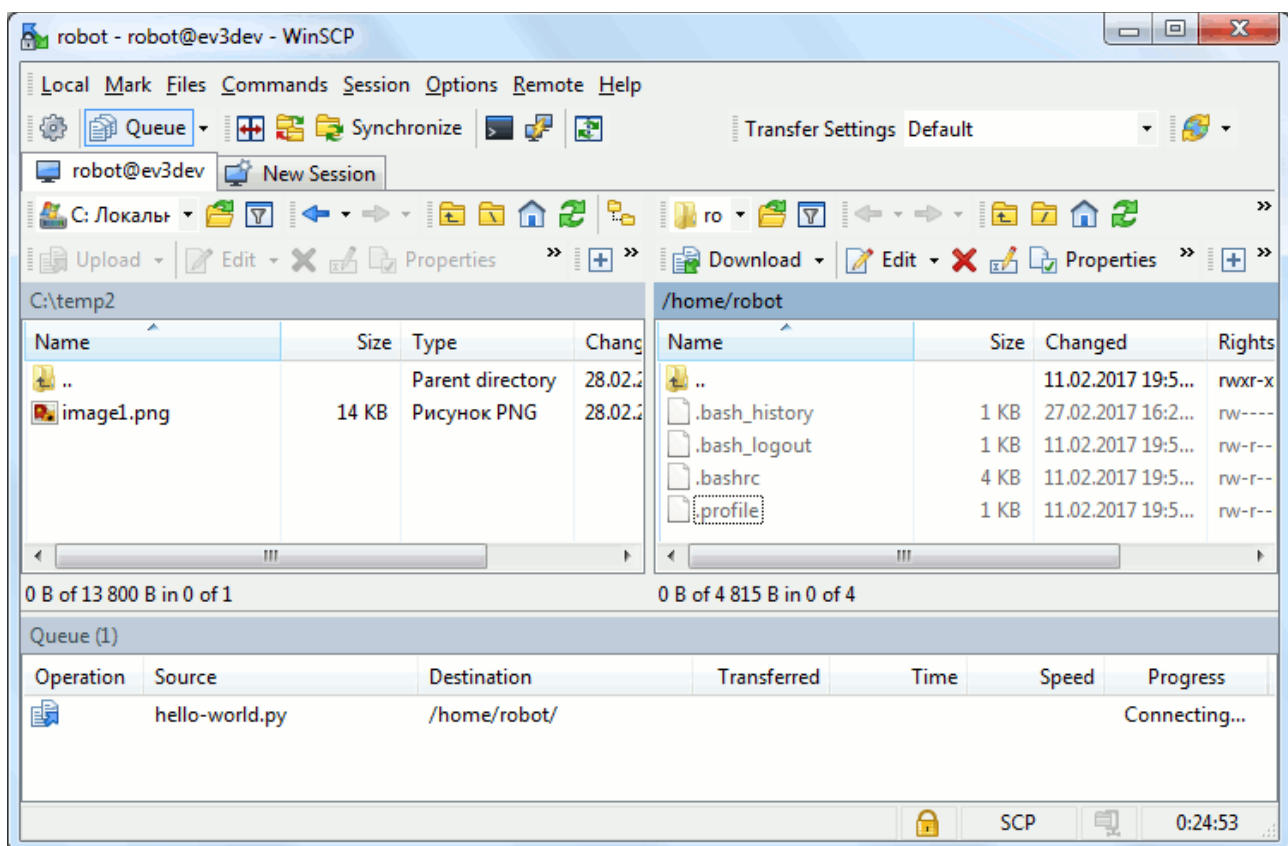 robot - robot@ev3dev - WinSCP
Local Mark Files Commands Session Options Remote Help
Queue Synchronize Transfer Settings Default
robot@ev3dev New Session
C: Локальн ro
Upload Edit Properties » » Download Edit Properties » »
C:\temp2 /home/robot
Name Size Type Chang Name Size Changed Rights
.. Parent directory 28.02.2 .. 11.02.2017 19:5... rwxr-x
image1.png 14 KB Рисунок PNG 28.02.2 .bash_history 1 KB 27.02.2017 16:2... rw----
.bash_logout 1 KB 11.02.2017 19:5... rw-r--
.bashrc 4 KB 11.02.2017 19:5... rw-r--
.profile 1 KB 11.02.2017 19:5... rw-r--
0 B of 13 800 B in 0 of 1 0 B of 4 815 B in 0 of 4
Queue (1)
Operation Source Destination Transferred Time Speed Progress
hello-world.py /home/robot/ Connecting...
SCP 0:24:53